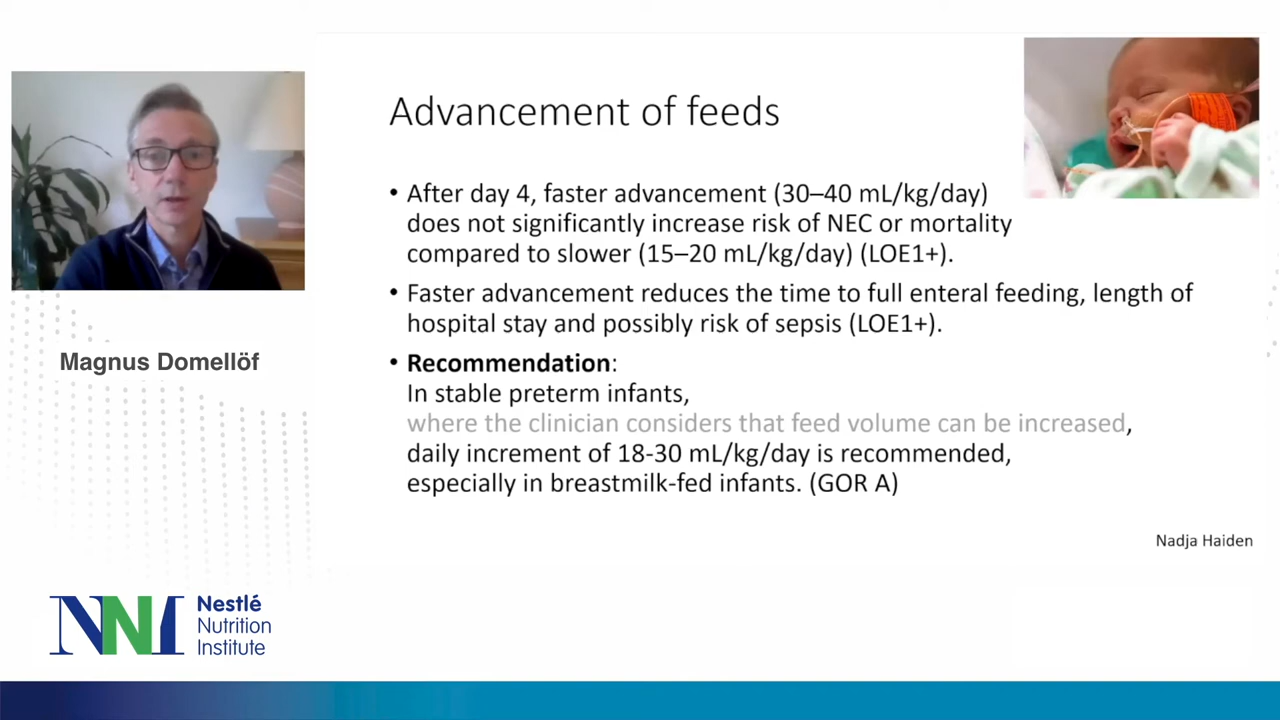 Advancement of feeds
• After day 4, faster advancement (30–40 mL/kg/day)
does not significantly increase risk of NEC or mortality
compared to slower (15–20 mL/kg/day) (LOE1+).
• Faster advancement reduces the time to full enteral feeding, length of
hospital stay and possibly risk of sepsis (LOE1+).
• Recommendation:
In stable preterm infants,
where the clinician considers that feed volume can be increased,
daily increment of 18-30 mL/kg/day is recommended,
especially in breastmilk-fed infants. (GOR A)
Nadja Haiden
Magnus Domellöf
NNI
Nestlé
Nutrition
Institute